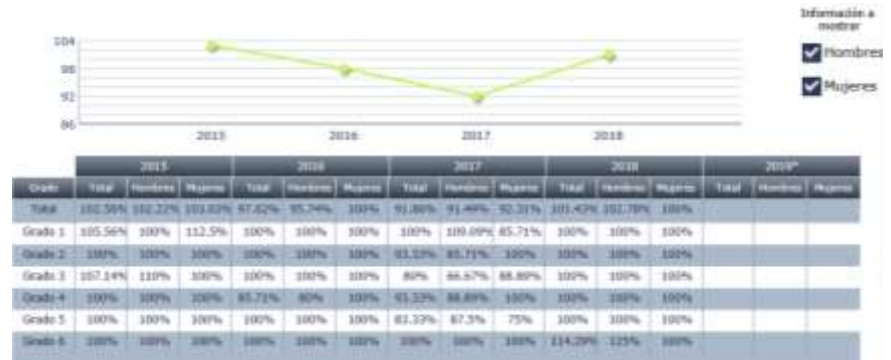 Información a
mostrar
Hombres
Mujeres
104
98
92
86
2015 2016 2017 2018
2015 2016 2017 2018 2019*
Grado Total Hombres Mujeres Total Hombres Mujeres Total Hombres Mujeres Total Hombres Mujeres Total Hombres Mujeres
Total 102.56% 102.22% 103.03% 97.62% 95.74% 100% 91.86% 91.49% 92.31% 101.43% 102.78% 100%
Grado 1 105.56% 100% 112.5% 100% 100% 100% 100% 109.09% 85.71% 100% 100% 100%
Grado 2 100% 100% 100% 100% 100% 100% 93.33% 85.71% 100% 100% 100% 100%
Grado 3 107.14% 110% 100% 100% 100% 100% 80% 66.67% 88.89% 100% 100% 100%
Grado 4 100% 100% 100% 85.71% 80% 100% 93.33% 88.89% 100% 100% 100% 100%
Grado 5 100% 100% 100% 100% 100% 100% 83.33% 87.5% 75% 100% 100% 100%
Grado 6 100% 100% 100% 100% 100% 100% 100% 100% 100% 114.29% 125% 100%